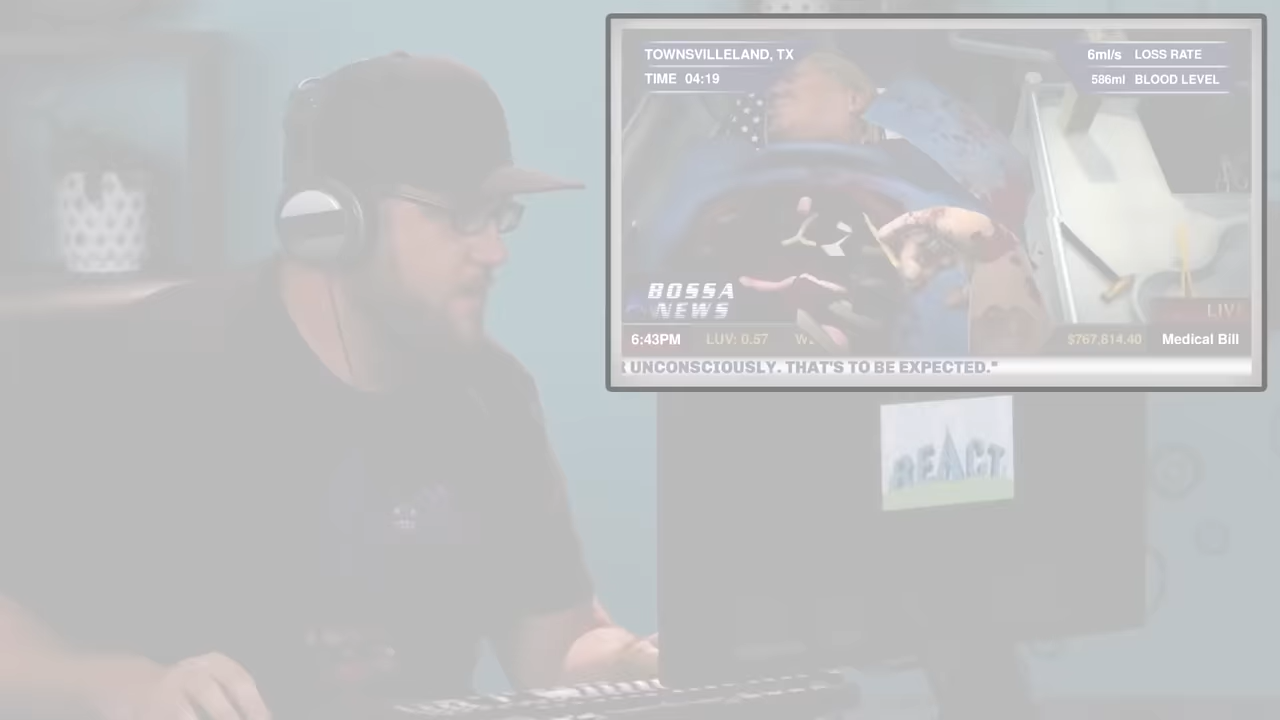 TOWNSVILLELAND, TX
TIME 04:19
6ml/s LOSS RATE
586ml BLOOD LEVEL
BOSSA
NEWS
LIV
6:43PM LUV: 0.57 $767,814.40 Medical Bill
UNCONSCIOUSLY. THAT'S TO BE EXPECTED."
REACT